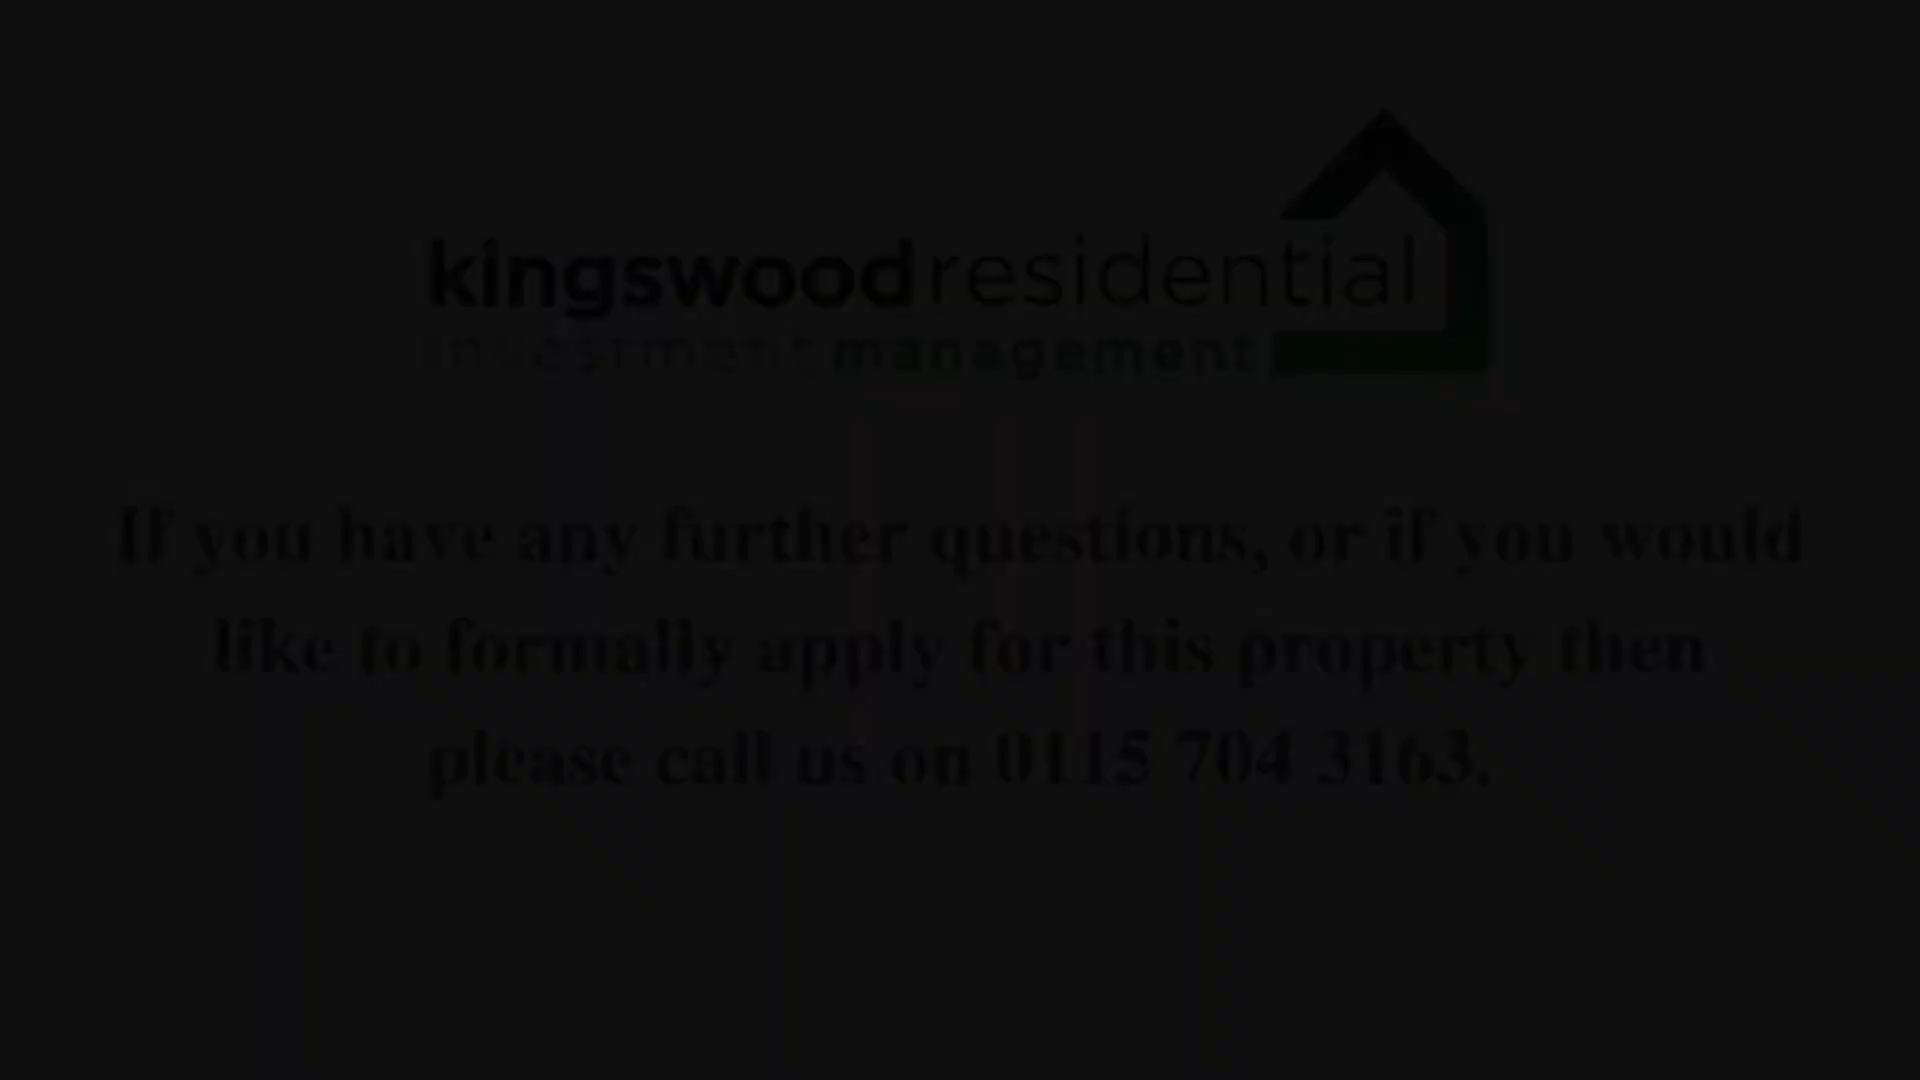 kingswoodresidential
investment management
If you have any further questions, or if you would
like to formally apply for this property then
please call us on 0115 704 3163.